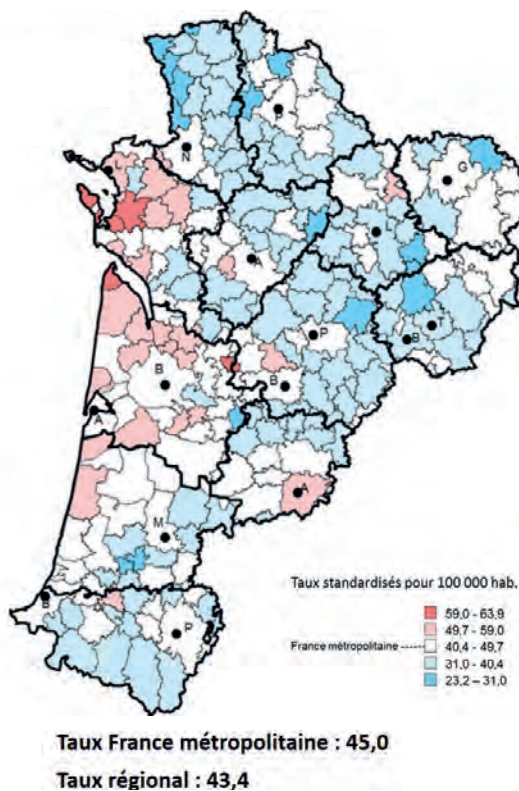 P
N
G
L
A
P
T
B
B
B
A
A
M
B
P
Taux standardisés pour 100 000 hab.
59,0 - 63,9
49,7 - 59,0
France métropolitaine 40,4 - 49,7
31,0 - 40,4
23,2 – 31,0
Taux France métropolitaine : 45,0
Taux régional : 43,4